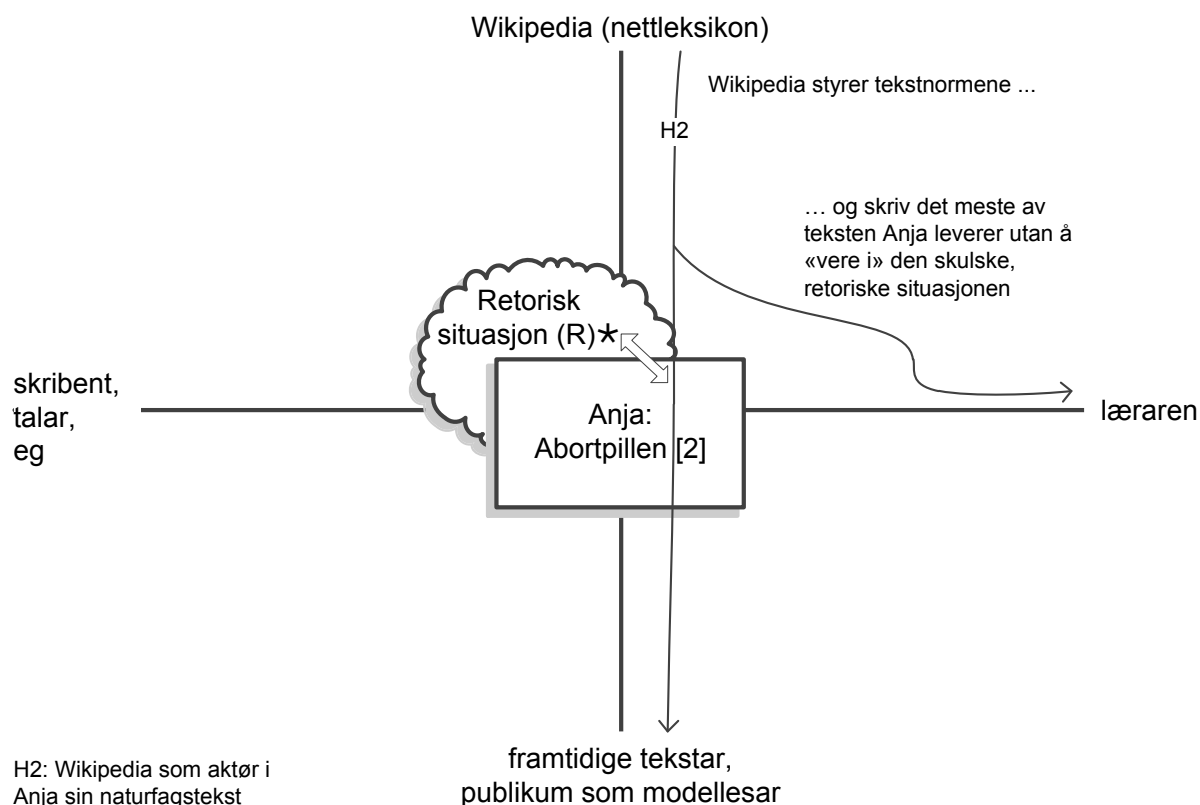 Wikipedia (nettleksikon)
Wikipedia styrer tekstnormene ...
H2
… og skriv det meste av
teksten Anja leverer utan å
«vere i» den skulske,
retoriske situasjonen
Retorisk
situasjon (R)*
skribent,
talar,
eg
Anja:
Abortpillen [2]
læraren
framtidige tekstar,
publikum som modellesar
H2: Wikipedia som aktør i
Anja sin naturfagstekst